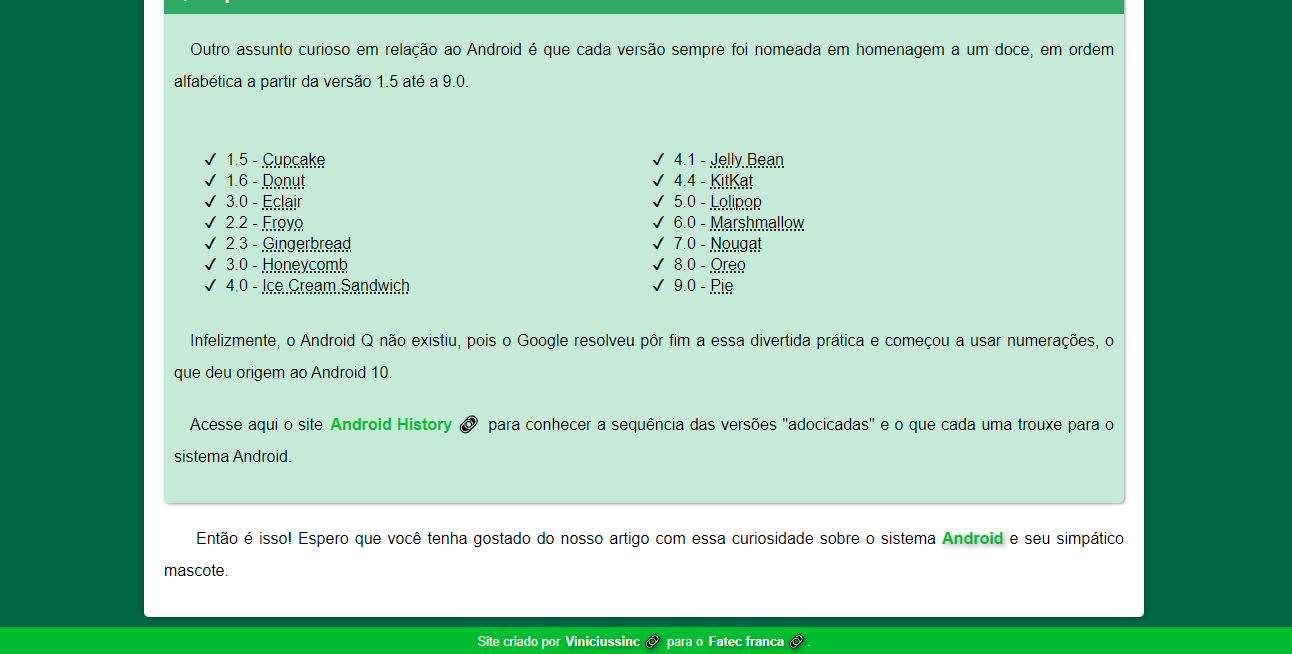 Outro assunto curioso em relação ao Android é que cada versão sempre foi nomeada em homenagem a um doce, em ordem
alfabética a partir da versão 1.5 até a 9.0.
✓ 1.5 - Cupcake
✓ 1.6 - Donut
✓ 3.0 - Eclair
✓ 2.2 - Froyo
✓ 2.3 - Gingerbread
✓ 3.0 - Honeycomb
✓ 4.0 - Ice Cream Sandwich
✓ 4.1 - Jelly Bean
✓ 4.4 - KitKat
✓ 5.0 - Lolipop
✓ 6.0 - Marshmallow
✓ 7.0 - Nougat
✓ 8.0 - Oreo
✓ 9.0 - Pie
Infelizmente, o Android Q não existiu, pois o Google resolveu pôr fim a essa divertida prática e começou a usar numerações, o
que deu origem ao Android 10.
Acesse aqui o site Android History para conhecer a sequência das versões "adocicadas" e o que cada uma trouxe para o
sistema Android.
Então é isso! Espero que você tenha gostado do nosso artigo com essa curiosidade sobre o sistema Android e seu simpático
mascote.
Site criado por Viniciussinc para o Fatec franca .